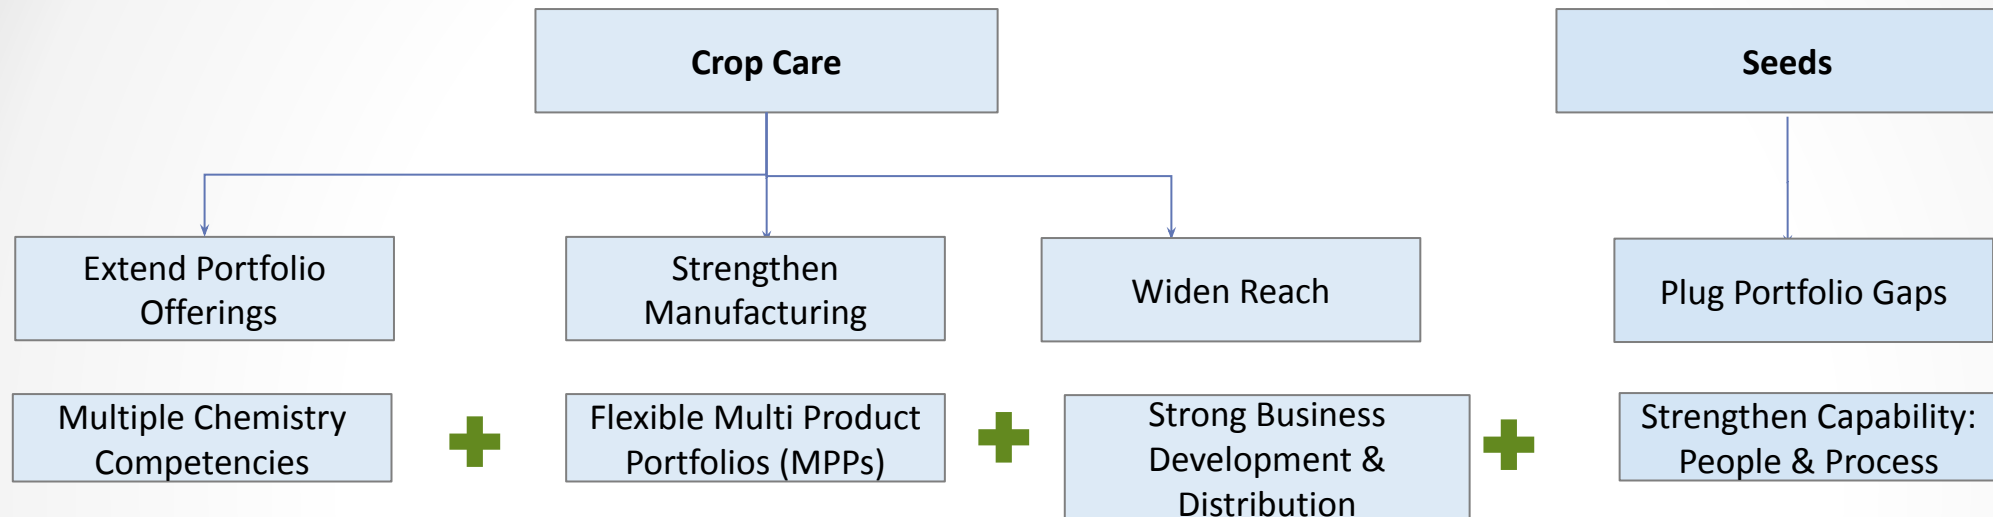 Crop Care
Seeds
Extend Portfolio
Offerings
Strengthen
Manufacturing
Widen Reach
Plug Portfolio Gaps
Multiple Chemistry
Competencies
Flexible Multi Product
Portfolios (MPPs)
Strong Business
Development &
Distribution
Strengthen Capability:
People & Process